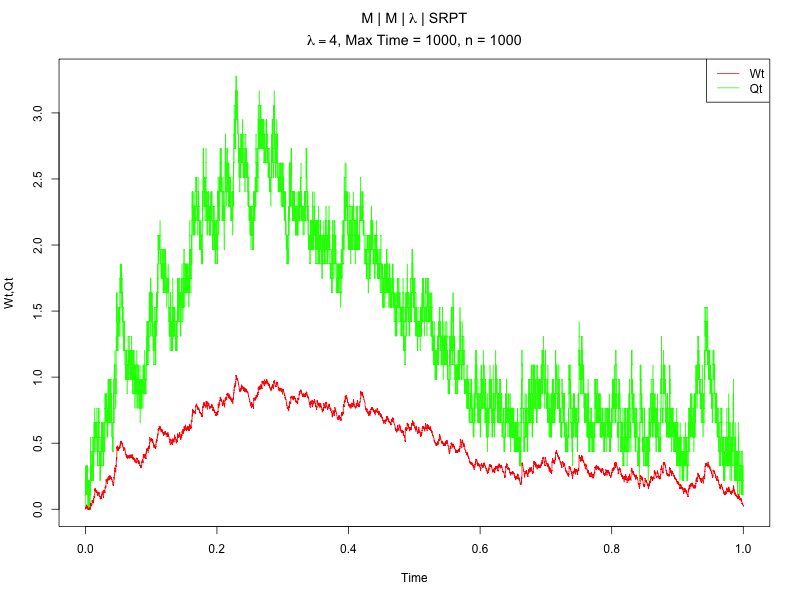 M | M | λ | SRPT
λ = 4, Max Time = 1000, n = 1000
Wt
Qt
Wt,Qt
3.0
2.5
2.0
1.5
1.0
0.5
0.0
0.0 0.2 0.4 0.6 0.8 1.0
Time